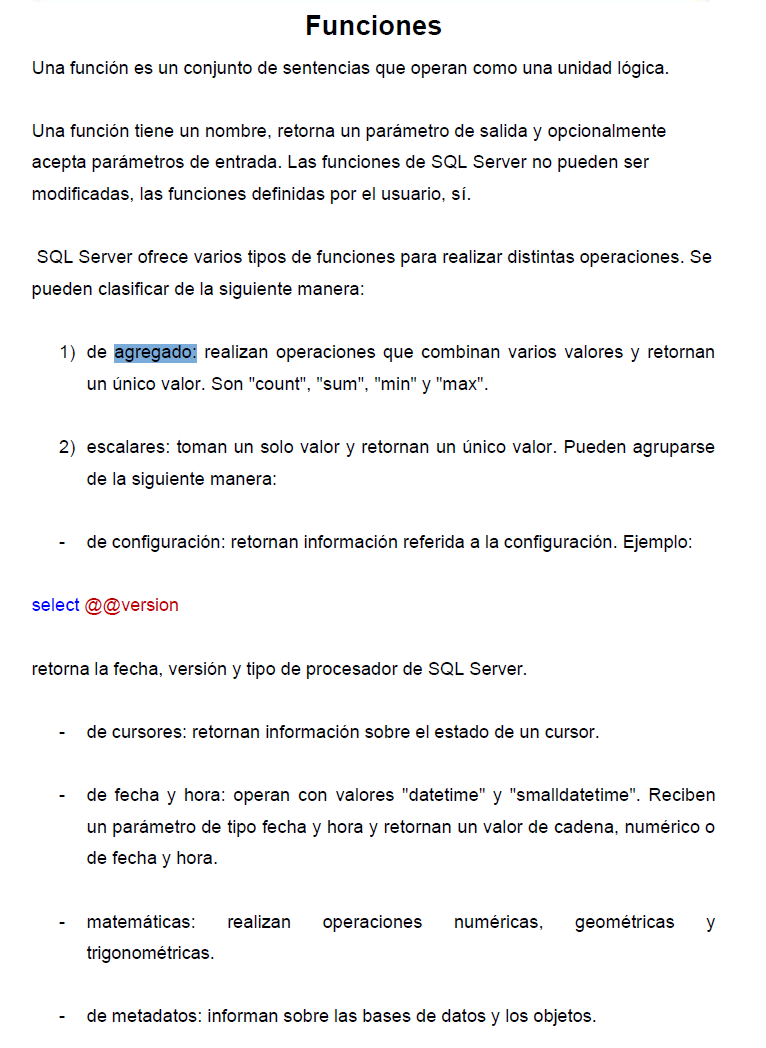 Funciones
Una función es un conjunto de sentencias que operan como una unidad lógica.
Una función tiene un nombre, retorna un parámetro de salida y opcionalmente
acepta parámetros de entrada. Las funciones de SQL Server no pueden ser
modificadas, las funciones definidas por el usuario, sí.
SQL Server ofrece varios tipos de funciones para realizar distintas operaciones. Se
pueden clasificar de la siguiente manera:
1) de agregado: realizan operaciones que combinan varios valores y retornan
un único valor. Son "count", "sum", "min" y "max".
2) escalares: toman un solo valor y retornan un único valor. Pueden agruparse
de la siguiente manera:
- de configuración: retornan información referida a la configuración. Ejemplo:
select @@version
retorna la fecha, versión y tipo de procesador de SQL Server.
- de cursores: retornan información sobre el estado de un cursor.
- de fecha y hora: operan con valores "datetime" y "smalldatetime". Reciben
un parámetro de tipo fecha y hora y retornan un valor de cadena, numérico o
de fecha y hora.
- matemáticas: realizan operaciones numéricas, geométricas y
trigonométricas.
- de metadatos: informan sobre las bases de datos y los objetos.